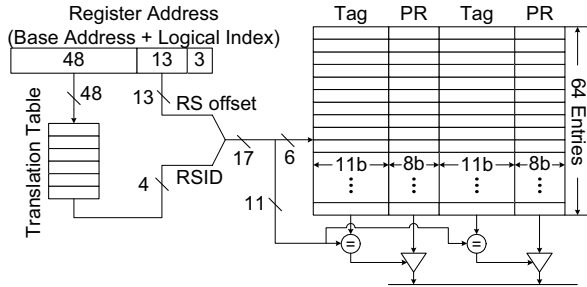 Register Address
(Base Address + Logical Index)
48 13 3
48
13 RS offset
Translation Table
4 RSID
17 6
11
Tag PR Tag PR
11b 8b 11b 8b
⋮ ⋮ ⋮ ⋮
64 Entries
= =